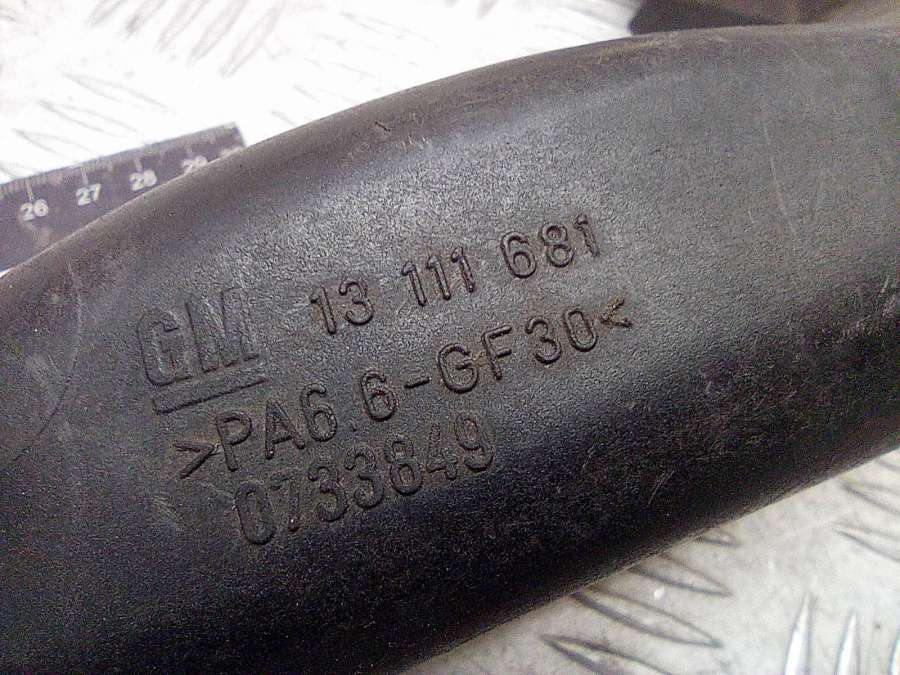 26 27 28 29
GM 13 111 681
>PA6.6-GF30<
0733849